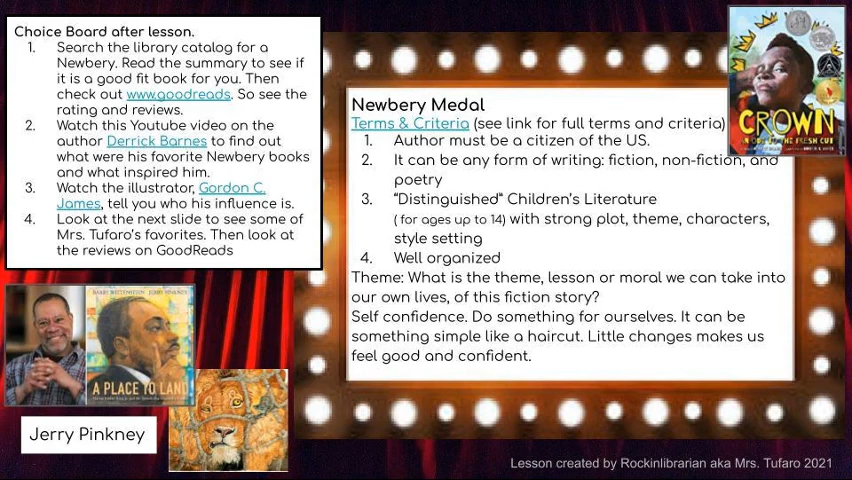 Choice Board after lesson.
1. Search the library catalog for a
Newbery. Read the summary to see if
it is a good fit book for you. Then
check out www.goodreads. So see the
rating and reviews.
2. Watch this Youtube video on the
author Derrick Barnes to find out
what were his favorite Newbery books
and what inspired him.
3. Watch the illustrator, Gordon C.
James, tell you who his influence is.
4. Look at the next slide to see some of
Mrs. Tufaro's favorites. Then look at
the reviews on GoodReads
Newbery Medal
Terms & Criteria (see link for full terms and criteria)
1. Author must be a citizen of the US.
2. It can be any form of writing: fiction, non-fiction, and
poetry
3. "Distinguished" Children's Literature
( for ages up to 14) with strong plot, theme, characters,
style setting
4. Well organized
Theme: What is the theme, lesson or moral we can take into
our own lives, of this fiction story?
Self confidence. Do something for ourselves. It can be
something simple like a haircut. Little changes makes us
feel good and confident.
CROWN
AN ODE TO THE FRESH CUT
A PLACE TO LAND
Jerry Pinkney
Lesson created by Rockinlibrarian aka Mrs. Tufaro 2021